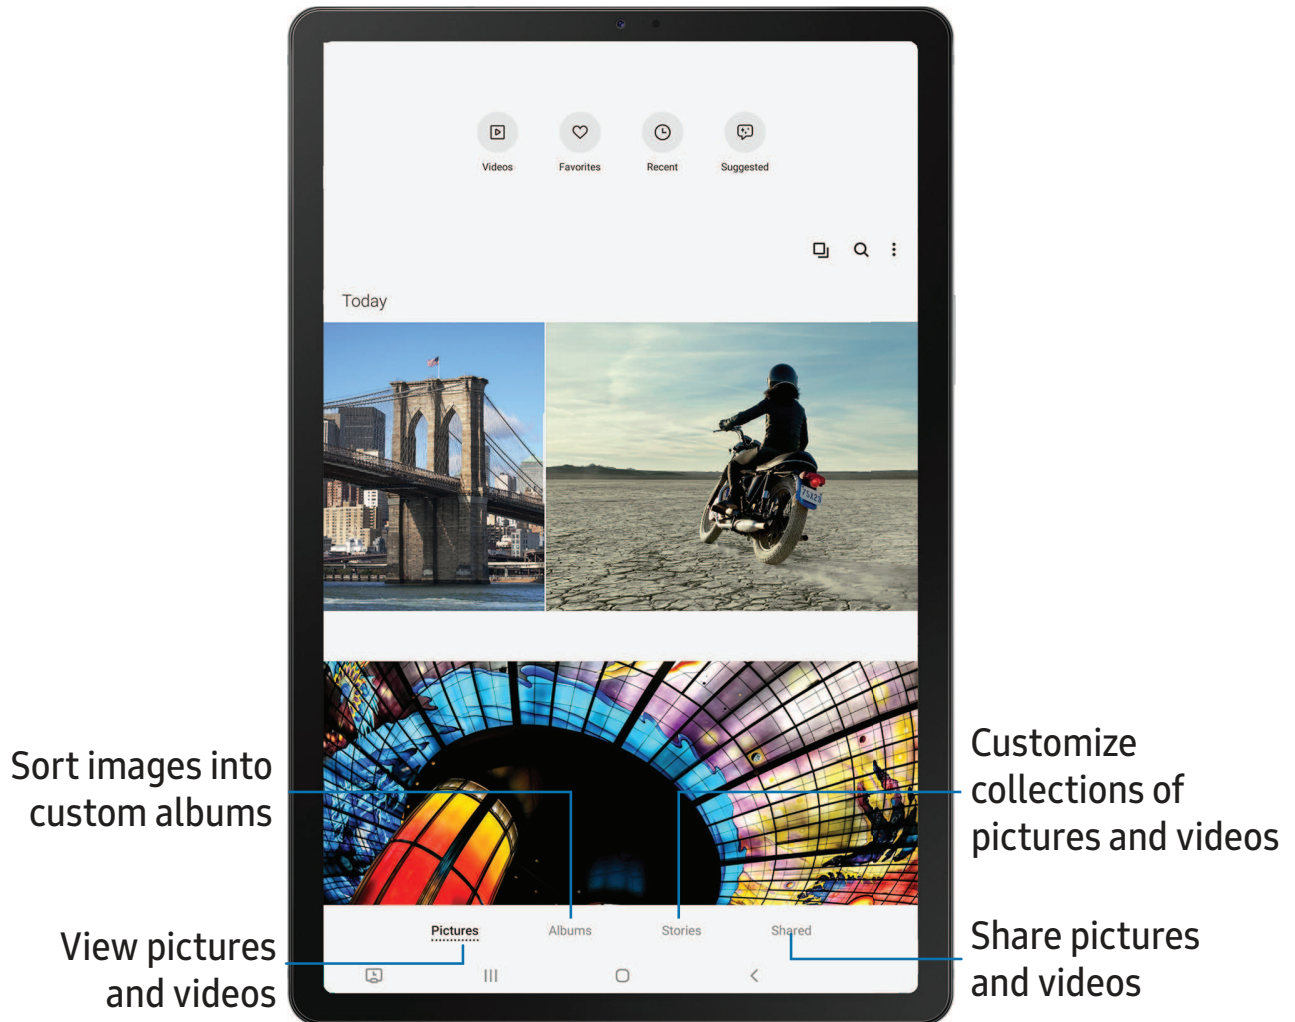 Videos
Favorites
Recent
Suggested
Today
Sort images into
custom albums
Customize
collections of
pictures and videos
Pictures
Albums
Stories
Shared
View pictures
and videos
Share pictures
and videos